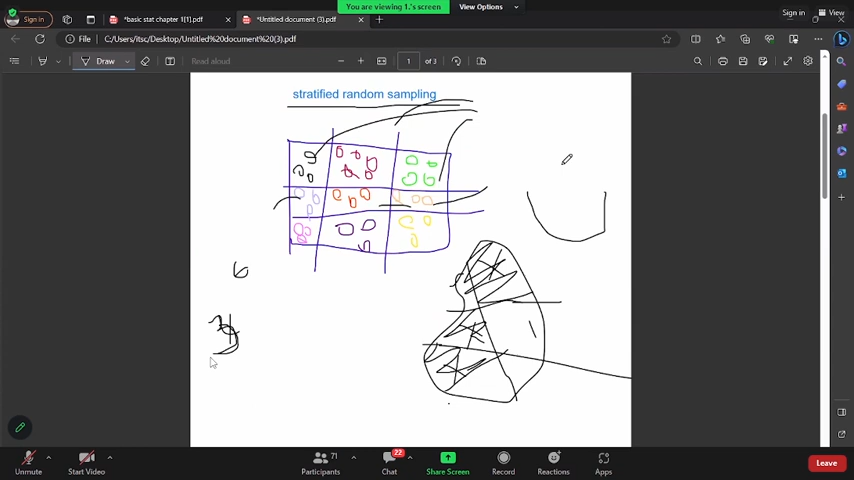 You are viewing 1.'s screen
View Options
Sign in
View
Sign in
*basic stat chapter 1[1].pdf
*Untitled document (3).pdf
File
C:/Users/itsc/Desktop/Untitled%20document%20(3).pdf
Draw
Read aloud
1
of 3
stratified random sampling
6
71
22
Unmute
Start Video
Participants
Chat
Share Screen
Record
Reactions
Apps
Leave